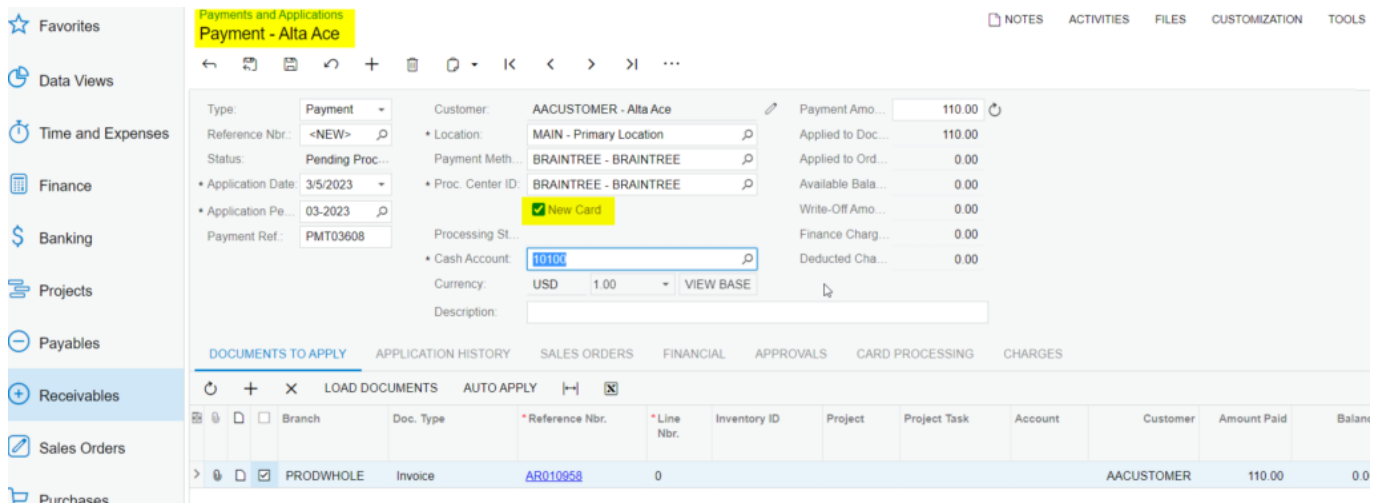 Favorites
Data Views
Time and Expenses
Finance
Banking
Projects
Payables
Receivables
Sales Orders
Purchases
Payments and Applications
Payment - Alta Ace
NOTES ACTIVITIES FILES CUSTOMIZATION TOOLS
Type: Payment Customer: AACUSTOMER - Alta Ace Payment Amo... 110.00
Reference Nbr.: <NEW> * Location: MAIN - Primary Location Applied to Doc... 110.00
Status: Pending Proc... Payment Meth... BRAINTREE - BRAINTREE Applied to Ord... 0.00
* Application Date: 3/5/2023 * Proc. Center ID: BRAINTREE - BRAINTREE Available Bala... 0.00
* Application Pe... 03-2023 New Card Write-Off Amo... 0.00
Payment Ref.: PMT03608 Processing St... Finance Charg... 0.00
* Cash Account: 10100 Deducted Cha... 0.00
Currency: USD 1.00 VIEW BASE
Description:
DOCUMENTS TO APPLY APPLICATION HISTORY SALES ORDERS FINANCIAL APPROVALS CARD PROCESSING CHARGES
LOAD DOCUMENTS AUTO APPLY
Branch Doc. Type * Reference Nbr. * Line Nbr. Inventory ID Project Project Task Account Customer Amount Paid Balanc
PRODWHOLE Invoice AR010958 0 AACUSTOMER 110.00 0.0